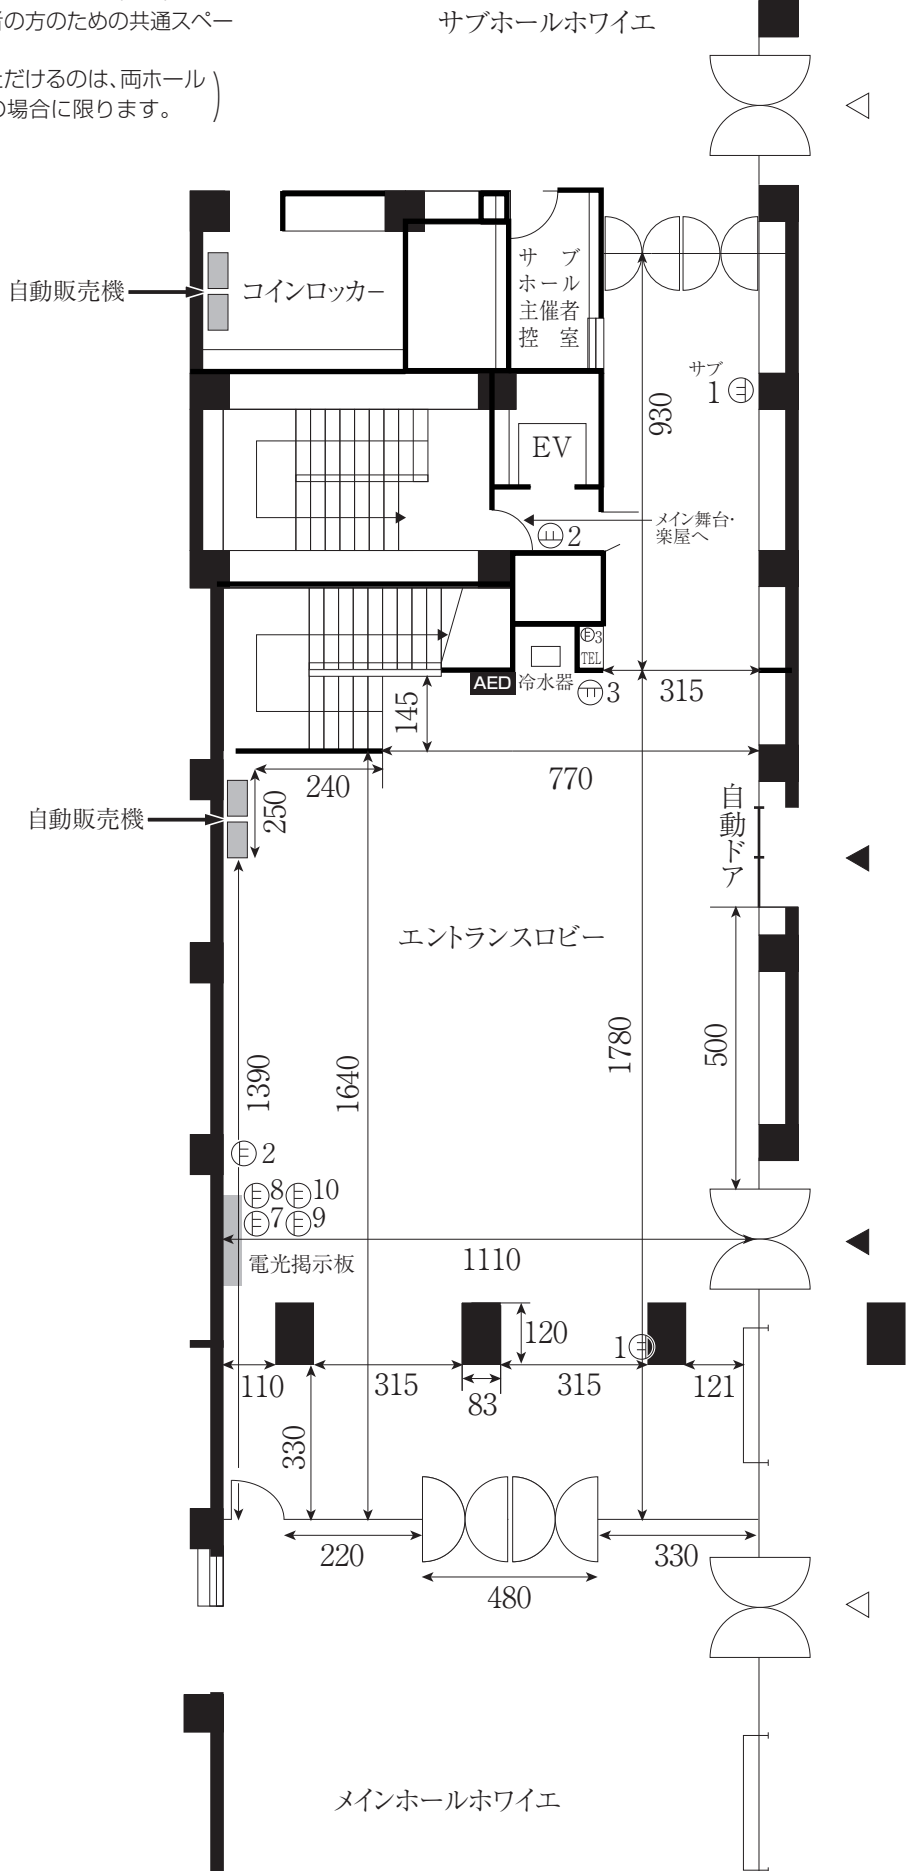 者の方のための共通スペー
サブホールホワイエ
ただけるのは、両ホール
の場合に限ります。
自動販売機
コインロッカー
サブ
ホール
主催者
控室
サブ
1
930
EV
メイン舞台・
楽屋へ
2
3
TEL
AED
冷水器
3
315
145
240
770
250
自動販売機
自動ドア
エントランスロビー
1390
1640
1780
500
2
8 10
7 9
電光掲示板
1110
120
1
110
315
83
315
121
330
220
480
330
メインホールホワイエ